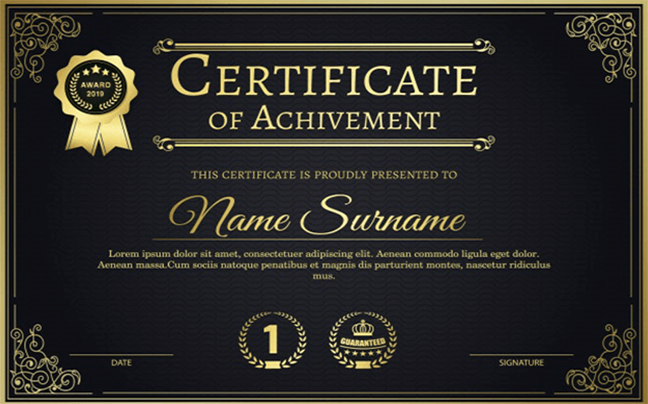 AWARD
2019
CERTIFICATE
OF ACHIVEMENT
THIS CERTIFICATE IS PROUDLY PRESENTED TO
Name Surname
Lorem ipsum dolor sit amet, consectetuer adipiscing elit. Aenean commodo ligula eget dolor.
Aenean massa.Cum sociis natoque penatibus et magnis dis parturient montes, nascetur ridiculus
mus.
1
GUARANTEED
DATE
SIGNATURE